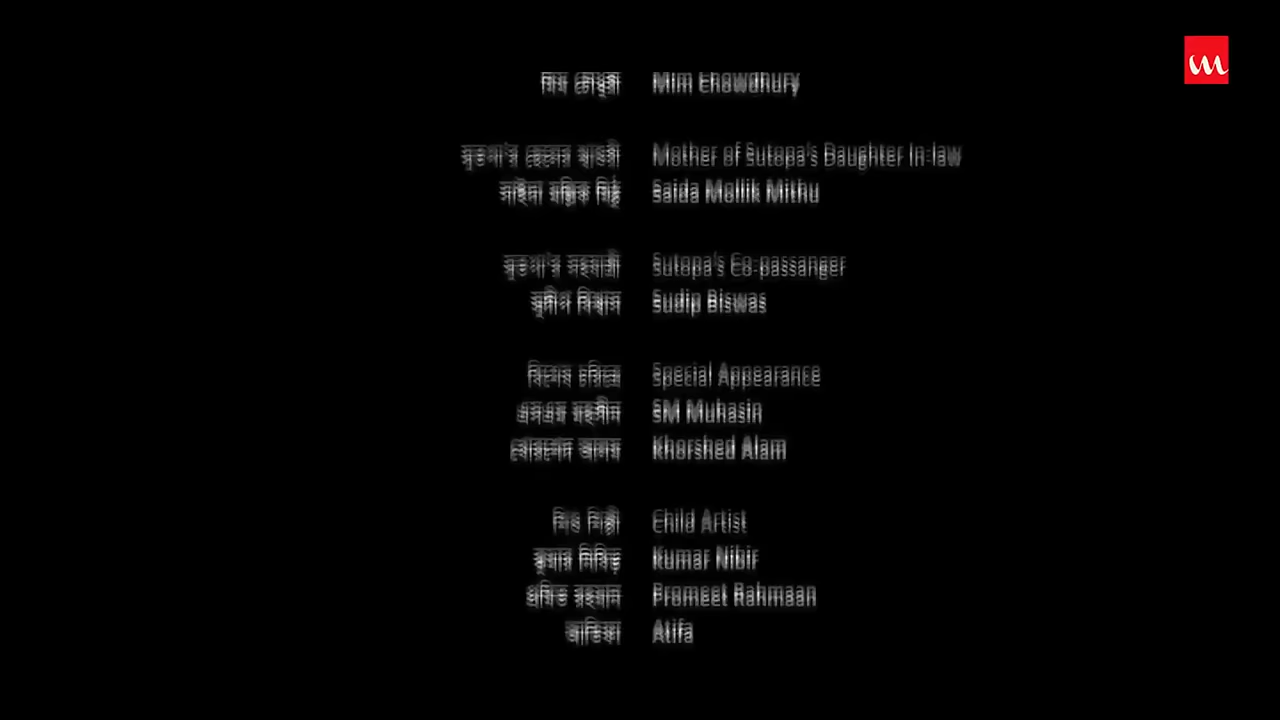 মিম চৌধুরী Mim Chowdhury
সুতপা'র ছেলের শ্বাশুড়ী Mother of Sutopa's Daughter In-law
সাইদা মল্লিক মিঠু Saida Mollik Mithu
সুতপা'র সহযাত্রী Sutopa's Co-passanger
সুদীপ বিশ্বাস Sudip Biswas
বিশেষ চরিত্রে Special Appearance
এসএম মহসীন SM Muhasin
খোরশেদ আলম Khorshed Alam
শিশু শিল্পী Child Artist
কুমার নিবিড় Kumar Nibir
প্রমিত রহমান Promeet Rahmaan
আতিফা Atifa